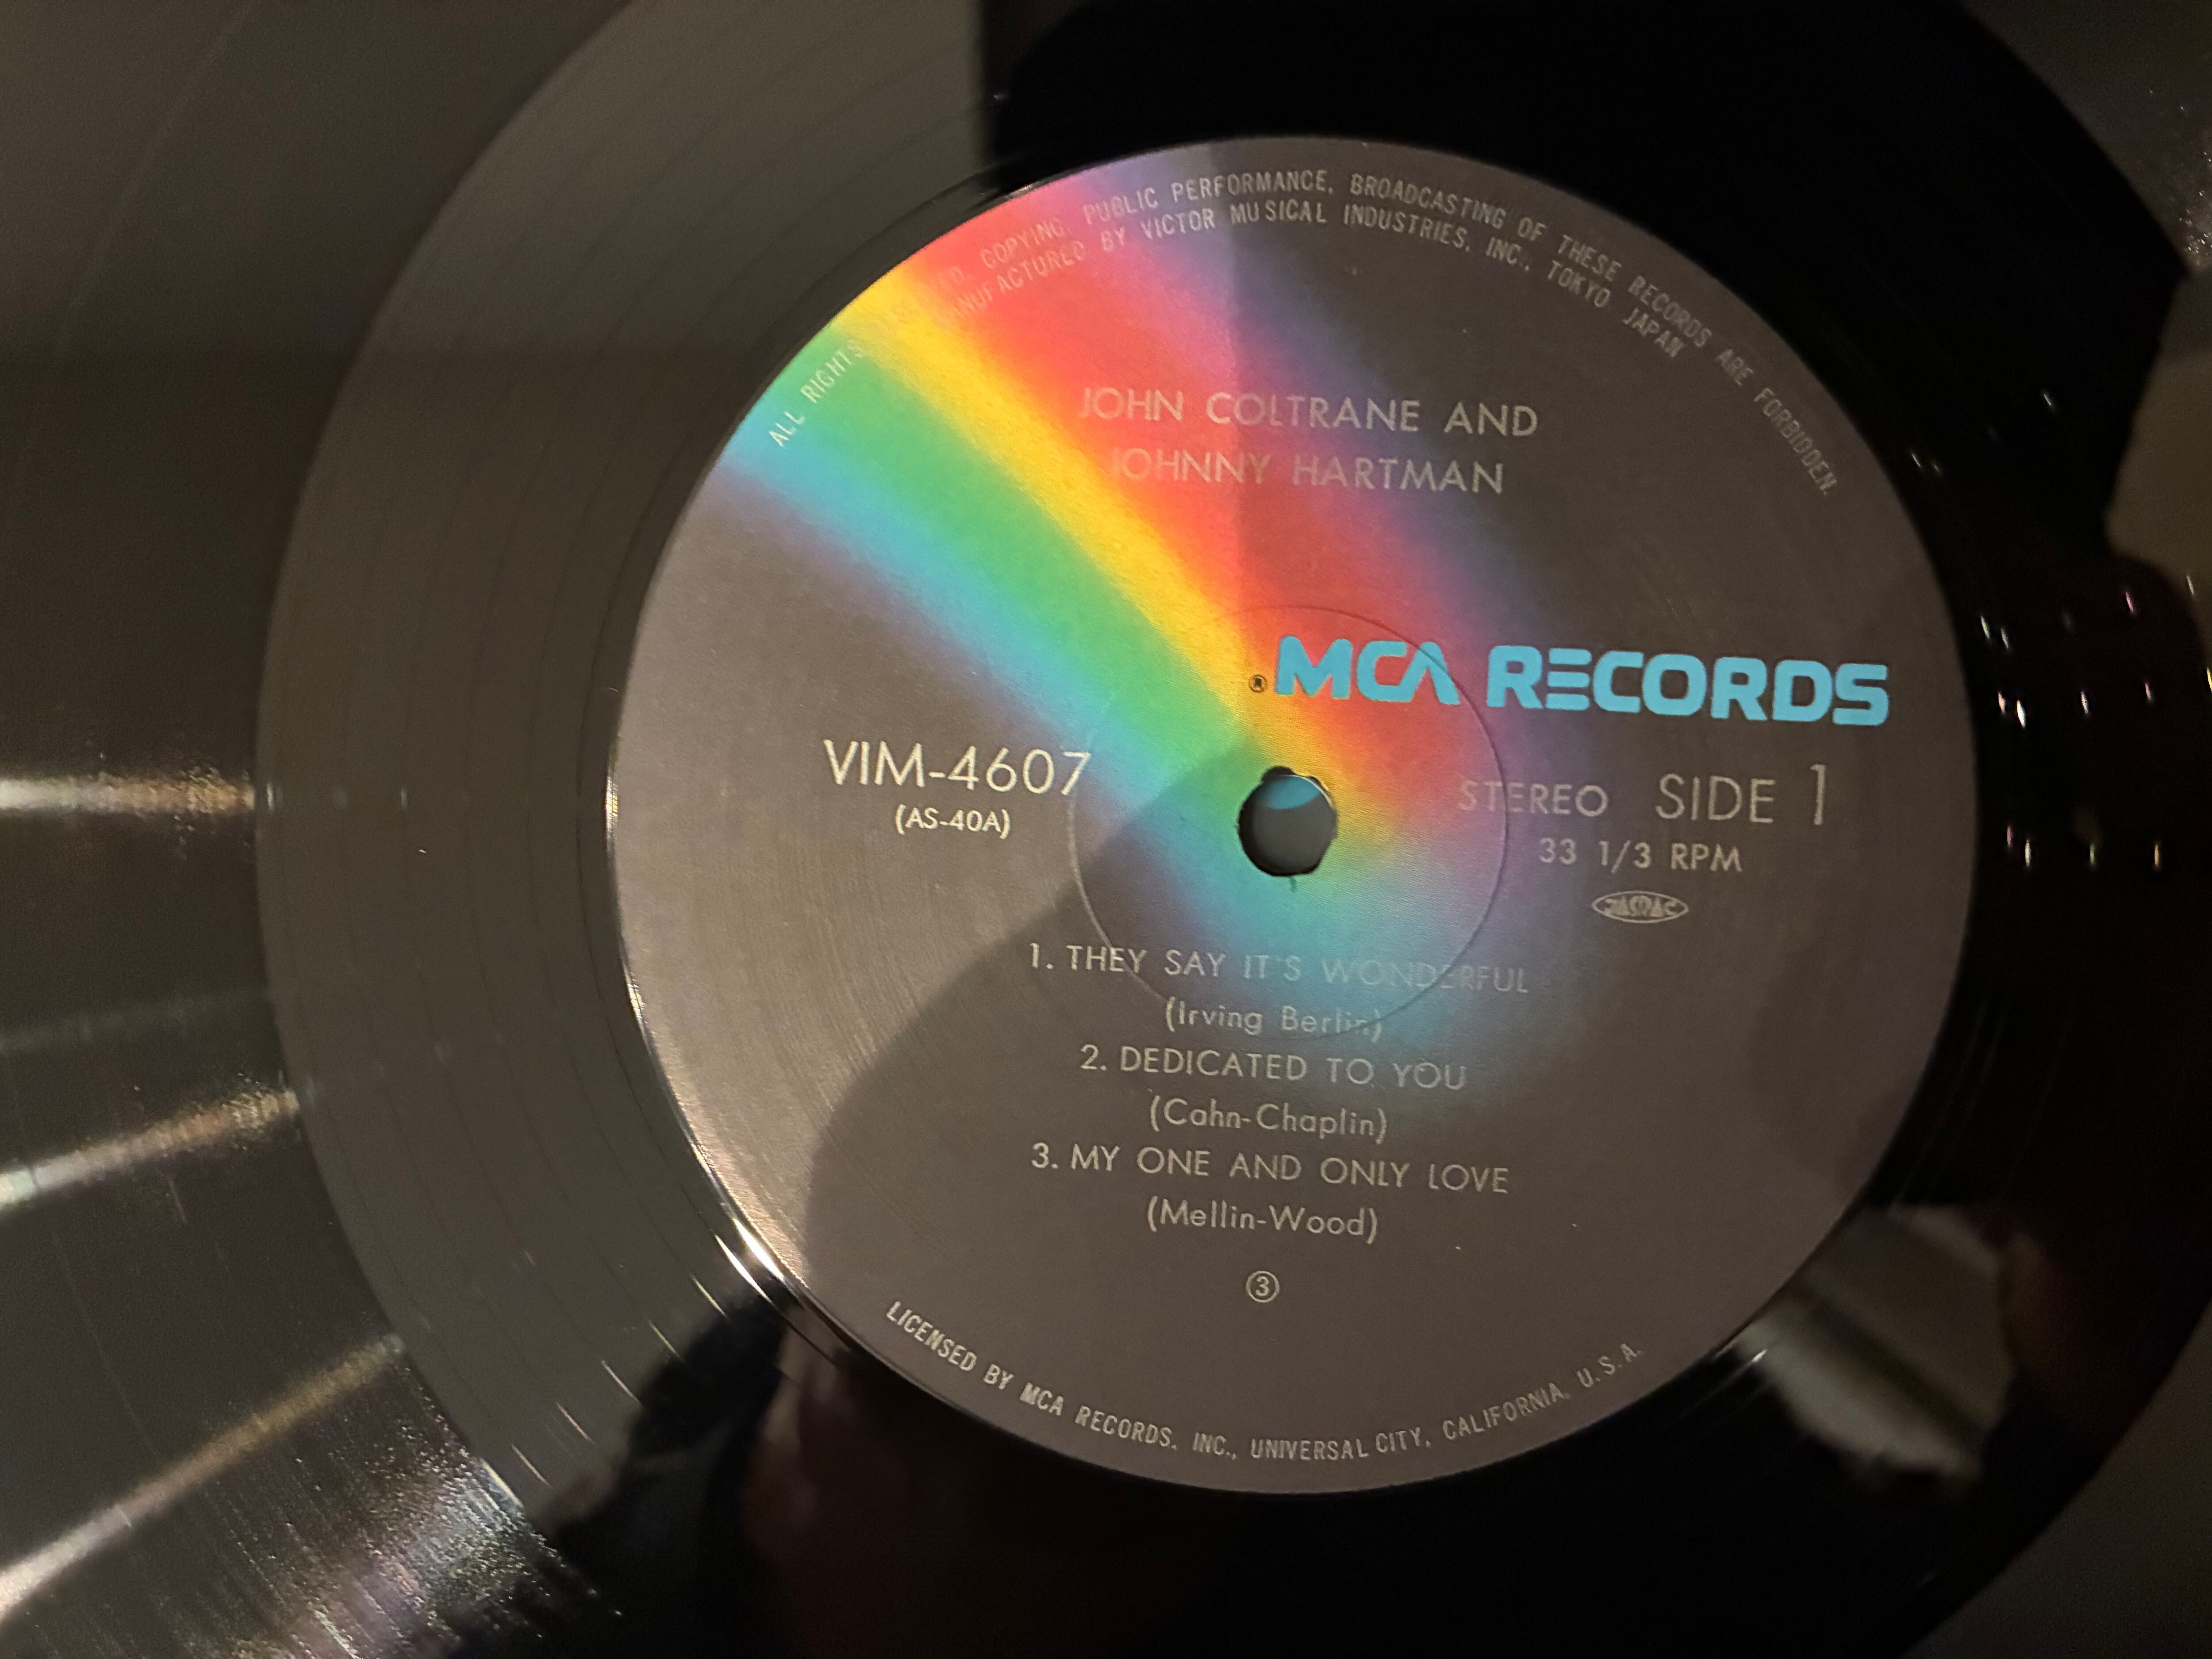 ALL RIGHTS COPYING, PUBLIC PERFORMANCE, BROADCASTING OF THESE RECORDS ARE FORBIDDEN.
MANUFACTURED BY VICTOR MUSICAL INDUSTRIES, INC., TOKYO JAPAN
JOHN COLTRANE AND
JOHNNY HARTMAN
® MCA RECORDS
VIM-4607
(AS-40A)
STEREO SIDE 1
33 1/3 RPM
JASRAC
1. THEY SAY IT'S WONDERFUL
(Irving Berlin)
2. DEDICATED TO YOU
(Cahn-Chaplin)
3. MY ONE AND ONLY LOVE
(Mellin-Wood)
③
LICENSED BY MCA RECORDS, INC., UNIVERSAL CITY, CALIFORNIA, U.S.A.